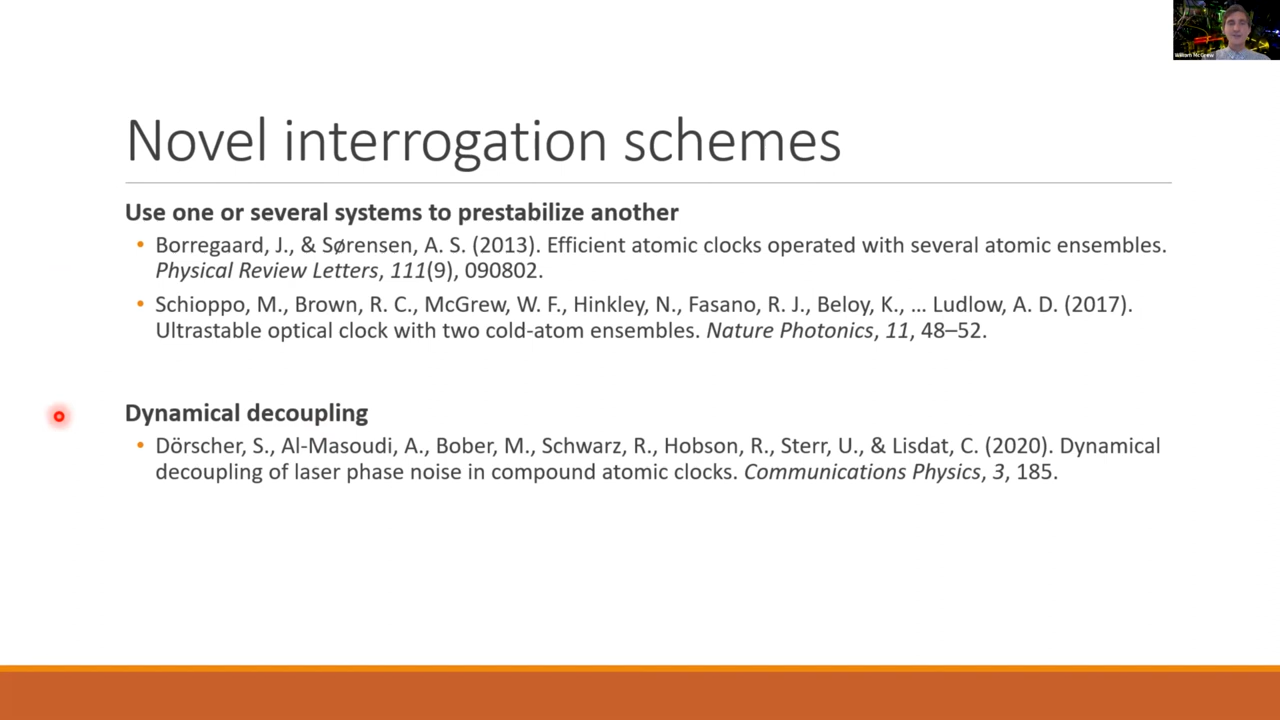 William McGrew
Novel interrogation schemes
Use one or several systems to prestabilize another
• Borregaard, J., & Sørensen, A. S. (2013). Efficient atomic clocks operated with several atomic ensembles.
Physical Review Letters, 111(9), 090802.
• Schioppo, M., Brown, R. C., McGrew, W. F., Hinkley, N., Fasano, R. J., Beloy, K., … Ludlow, A. D. (2017).
Ultrastable optical clock with two cold-atom ensembles. Nature Photonics, 11, 48–52.
Dynamical decoupling
• Dörscher, S., Al-Masoudi, A., Bober, M., Schwarz, R., Hobson, R., Sterr, U., & Lisdat, C. (2020). Dynamical
decoupling of laser phase noise in compound atomic clocks. Communications Physics, 3, 185.